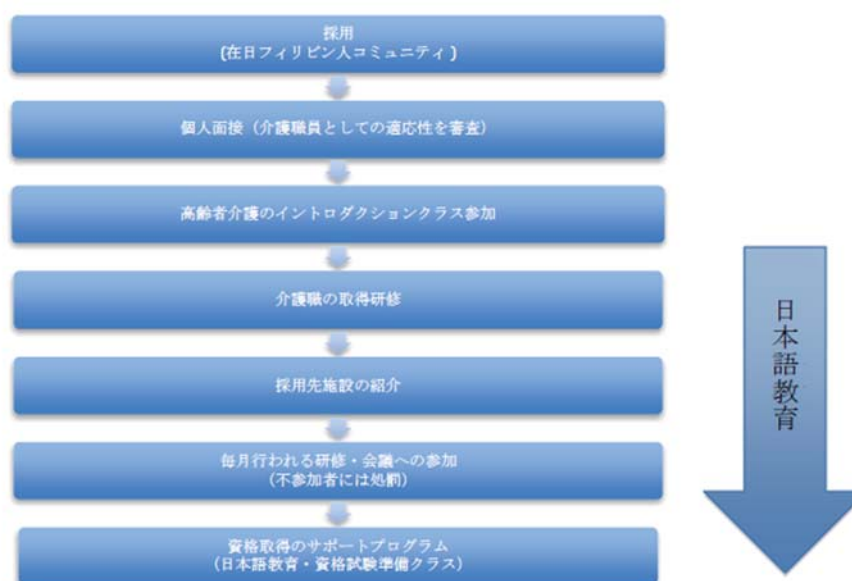 採用
(在日フィリピン人コミュニティ)
個人面接(介護職員としての適応性を審査)
高齢者介護のイントロダクションクラス参加
介護職の取得研修
採用先施設の紹介
毎月行われる研修・会議への参加
(不参加者には処罰)
資格取得のサポートプログラム
(日本語教育・資格試験準備クラス)
日本語教育